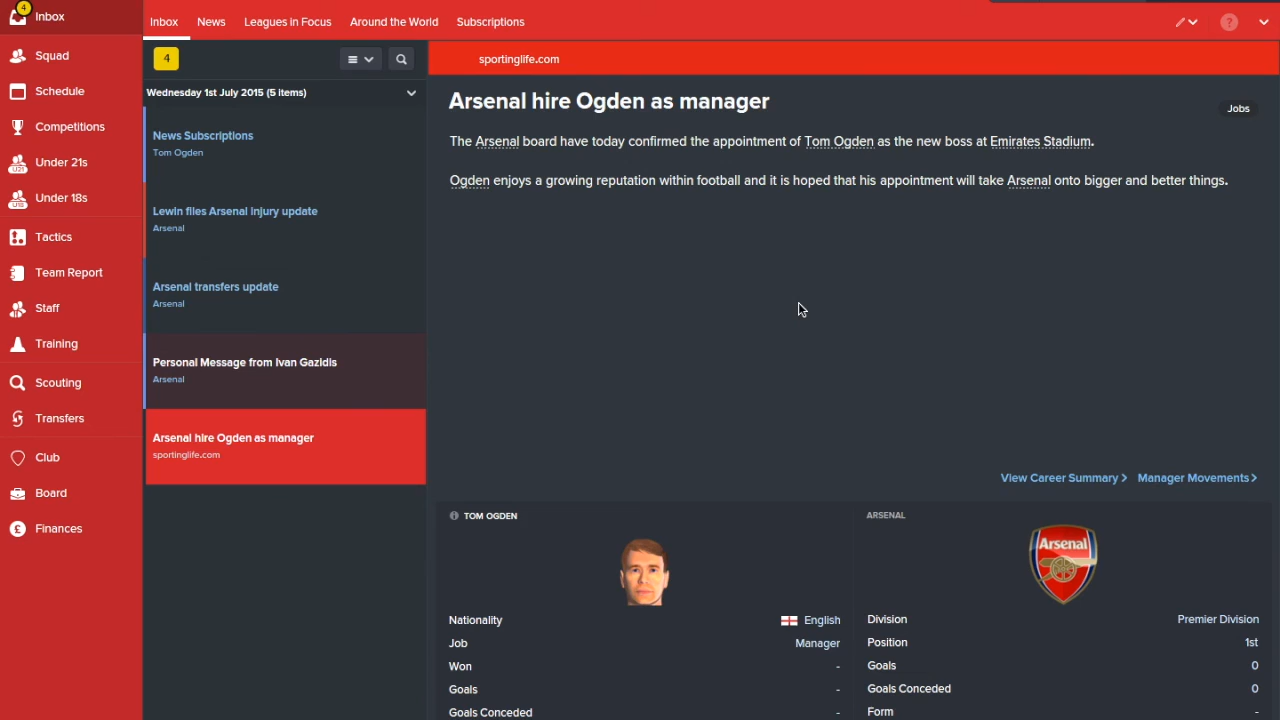 4
Inbox
Squad
Schedule
Competitions
Under 21s
Under 18s
Tactics
Team Report
Staff
Training
Scouting
Transfers
Club
Board
Finances
Inbox News Leagues in Focus Around the World Subscriptions
?
4
Wednesday 1st July 2015 (5 items)
News Subscriptions
Tom Ogden
Lewin files Arsenal injury update
Arsenal
Arsenal transfers update
Arsenal
Personal Message from Ivan Gazidis
Arsenal
Arsenal hire Ogden as manager
sportinglife.com
sportinglife.com
Arsenal hire Ogden as manager
Jobs
The Arsenal board have today confirmed the appointment of Tom Ogden as the new boss at Emirates Stadium.
Ogden enjoys a growing reputation within football and it is hoped that his appointment will take Arsenal onto bigger and better things.
View Career Summary > Manager Movements >
TOM OGDEN
Nationality English
Job Manager
Won -
Goals -
Goals Conceded -
ARSENAL
Arsenal
Division Premier Division
Position 1st
Goals 0
Goals Conceded 0
Form -